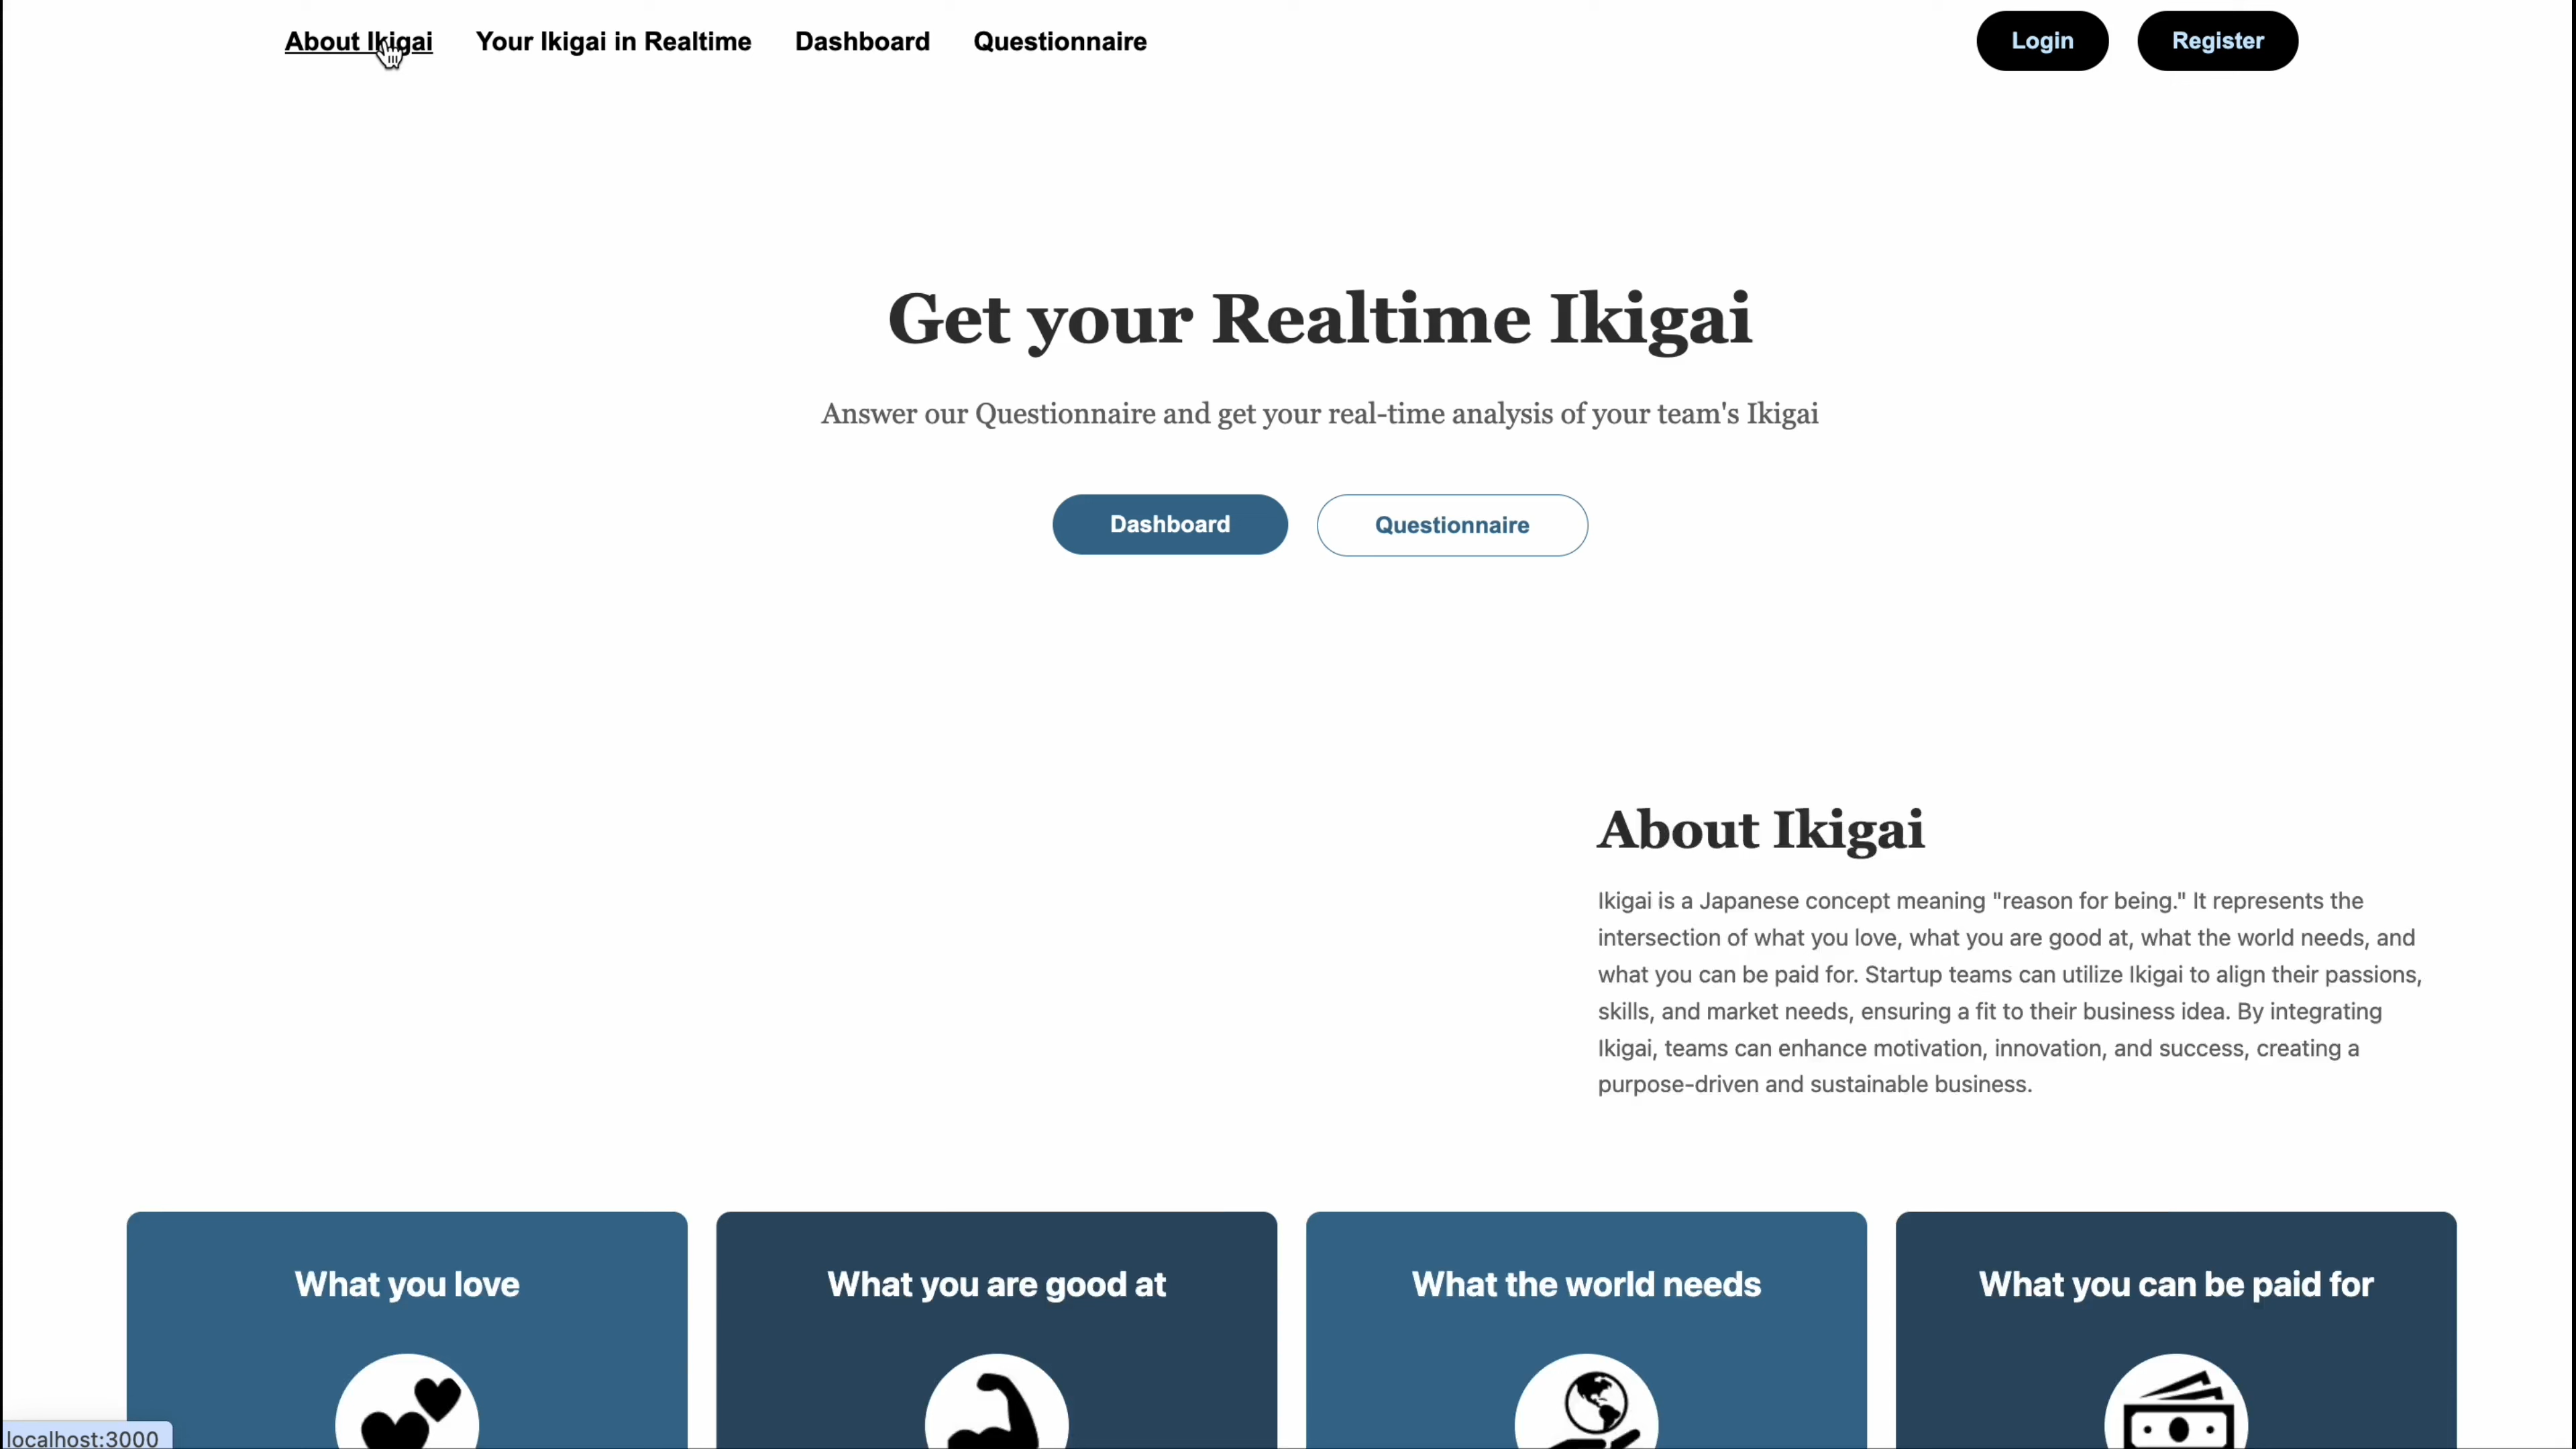 About Ikigai Your Ikigai in Realtime Dashboard Questionnaire Login Register
Get your Realtime Ikigai
Answer our Questionnaire and get your real-time analysis of your team's Ikigai
Dashboard Questionnaire
About Ikigai
Ikigai is a Japanese concept meaning "reason for being." It represents the
intersection of what you love, what you are good at, what the world needs, and
what you can be paid for. Startup teams can utilize Ikigai to align their passions,
skills, and market needs, ensuring a fit to their business idea. By integrating
Ikigai, teams can enhance motivation, innovation, and success, creating a
purpose-driven and sustainable business.
What you love
What you are good at
What the world needs
What you can be paid for
localhost:3000